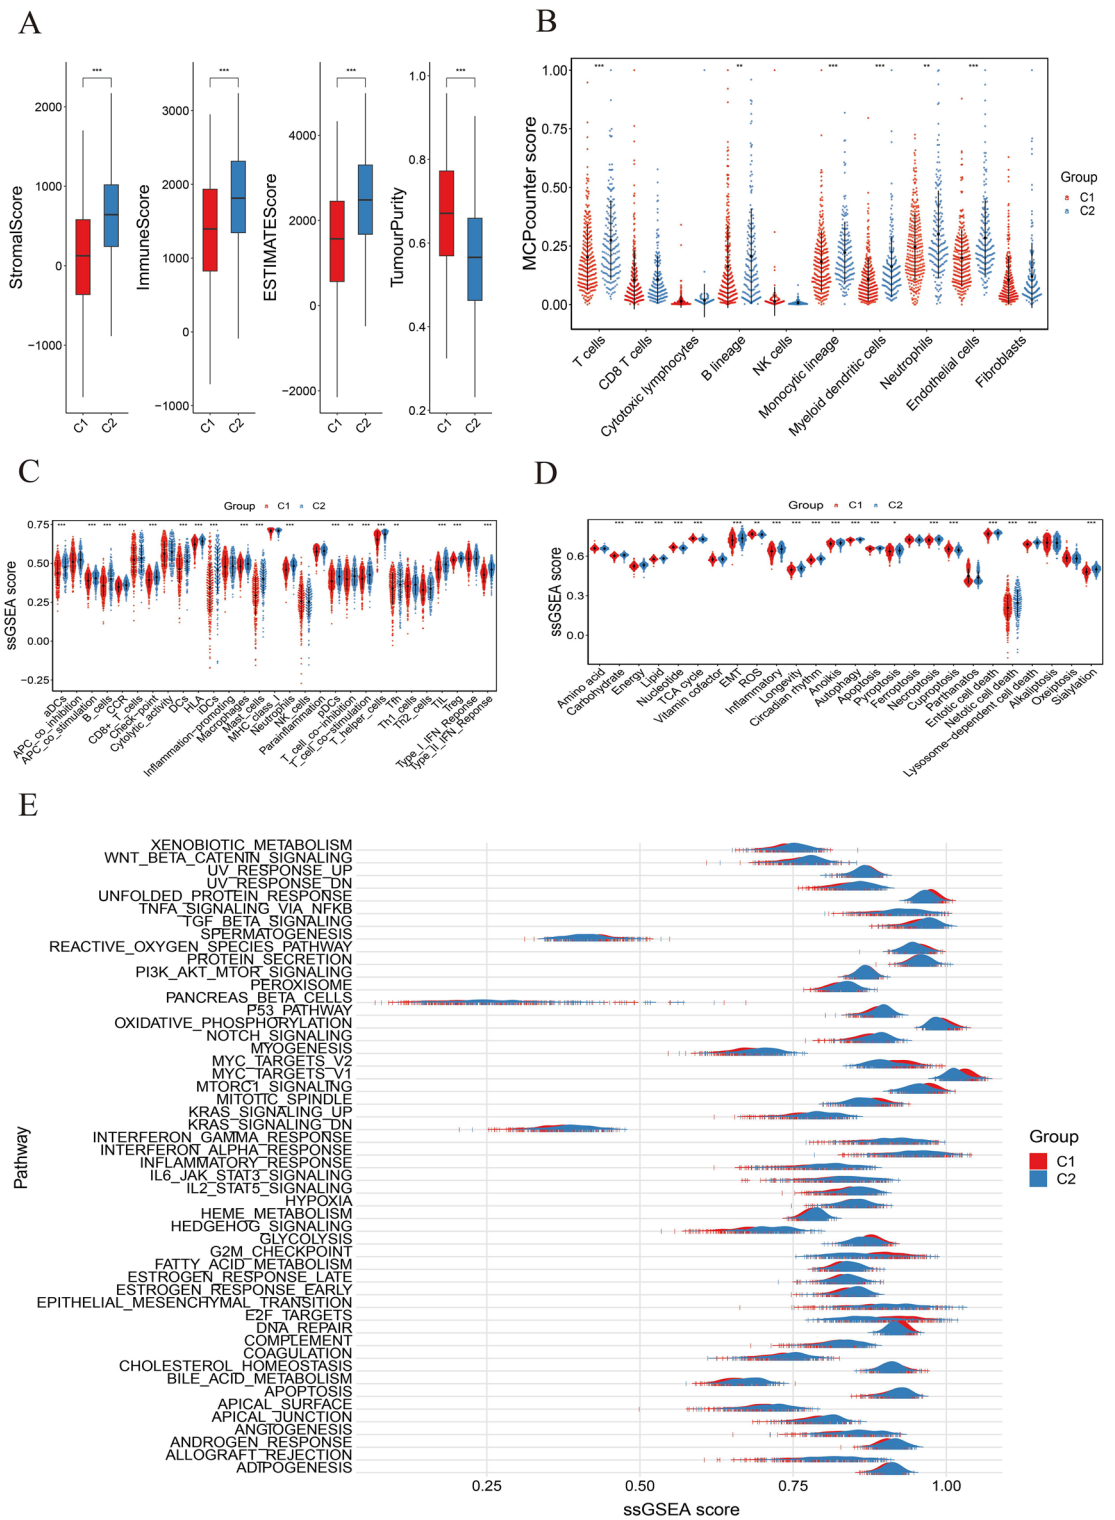 A
StromalScore
2000
1000
0
−1000
***
C1
C2
ImmuneScore
3000
2000
1000
0
−1000
***
C1
C2
ESTIMATEScore
4000
2000
0
−2000
***
C1
C2
TumourPurity
1.0
0.8
0.6
0.4
0.2
***
C1
C2
B
MCPcounter score
1.00
0.75
0.50
0.25
0.00
*** ** *** *** ** ***
T cells
CD8 T cells
Cytotoxic lymphocytes
B lineage
NK cells
Monocytic lineage
Myeloid dendritic cells
Neutrophils
Endothelial cells
Fibroblasts
Group
C1
C2
C
Group C1 C2
ssGSEA score
0.75
0.50
0.25
0.00
−0.25
aDCs
APC_co_inhibition
APC_co_stimulation
B_cells
CCR
CD8+_T_cells
Check-point
Cytolytic_activity
DCs
HLA
iDCs
Inflammation-promoting
Macrophages
Mast_cells
MHC_class_I
Neutrophils
NK_cells
Parainflammation
pDCs
T_cell_co-inhibition
T_cell_co-stimulation
T_helper_cells
Tfh
Th1_cells
Th2_cells
TIL
Treg
Type_I_IFN_Reponse
Type_II_IFN_Reponse
D
Group C1 C2
ssGSEA score
0.6
0.3
0.0
Amino acid
Carbohydrate
Energy
Lipid
Nucleotide
TCA cycle
Vitamin cofactor
EMT
ROS
Inflammatory
Longevity
Circadian rhythm
Anoikis
Autophagy
Apoptosis
Pyroptosis
Ferroptosis
Necroptosis
Cuproptosis
Parthanatos
Entotic cell death
Netotic cell death
Lysosome−dependent cell death
Alkaliptosis
Oxeiptosis
Sialylation
E
Pathway
XENOBIOTIC_METABOLISM
WNT_BETA_CATENIN_SIGNALING
UV_RESPONSE_UP
UV_RESPONSE_DN
UNFOLDED_PROTEIN_RESPONSE
TNFA_SIGNALING_VIA_NFKB
TGF_BETA_SIGNALING
SPERMATOGENESIS
REACTIVE_OXYGEN_SPECIES_PATHWAY
PROTEIN_SECRETION
PI3K_AKT_MTOR_SIGNALING
PEROXISOME
PANCREAS_BETA_CELLS
P53_PATHWAY
OXIDATIVE_PHOSPHORYLATION
NOTCH_SIGNALING
MYOGENESIS
MYC_TARGETS_V2
MYC_TARGETS_V1
MTORC1_SIGNALING
MITOTIC_SPINDLE
KRAS_SIGNALING_UP
KRAS_SIGNALING_DN
INTERFERON_GAMMA_RESPONSE
INTERFERON_ALPHA_RESPONSE
INFLAMMATORY_RESPONSE
IL6_JAK_STAT3_SIGNALING
IL2_STAT5_SIGNALING
HYPOXIA
HEME_METABOLISM
HEDGEHOG_SIGNALING
GLYCOLYSIS
G2M_CHECKPOINT
FATTY_ACID_METABOLISM
ESTROGEN_RESPONSE_LATE
ESTROGEN_RESPONSE_EARLY
EPITHELIAL_MESENCHYMAL_TRANSITION
E2F_TARGETS
DNA_REPAIR
COMPLEMENT
COAGULATION
CHOLESTEROL_HOMEOSTASIS
BILE_ACID_METABOLISM
APOPTOSIS
APICAL_SURFACE
APICAL_JUNCTION
ANGIOGENESIS
ANDROGEN_RESPONSE
ALLOGRAFT_REJECTION
ADIPOGENESIS
0.25
0.50
0.75
1.00
ssGSEA score
Group
C1
C2